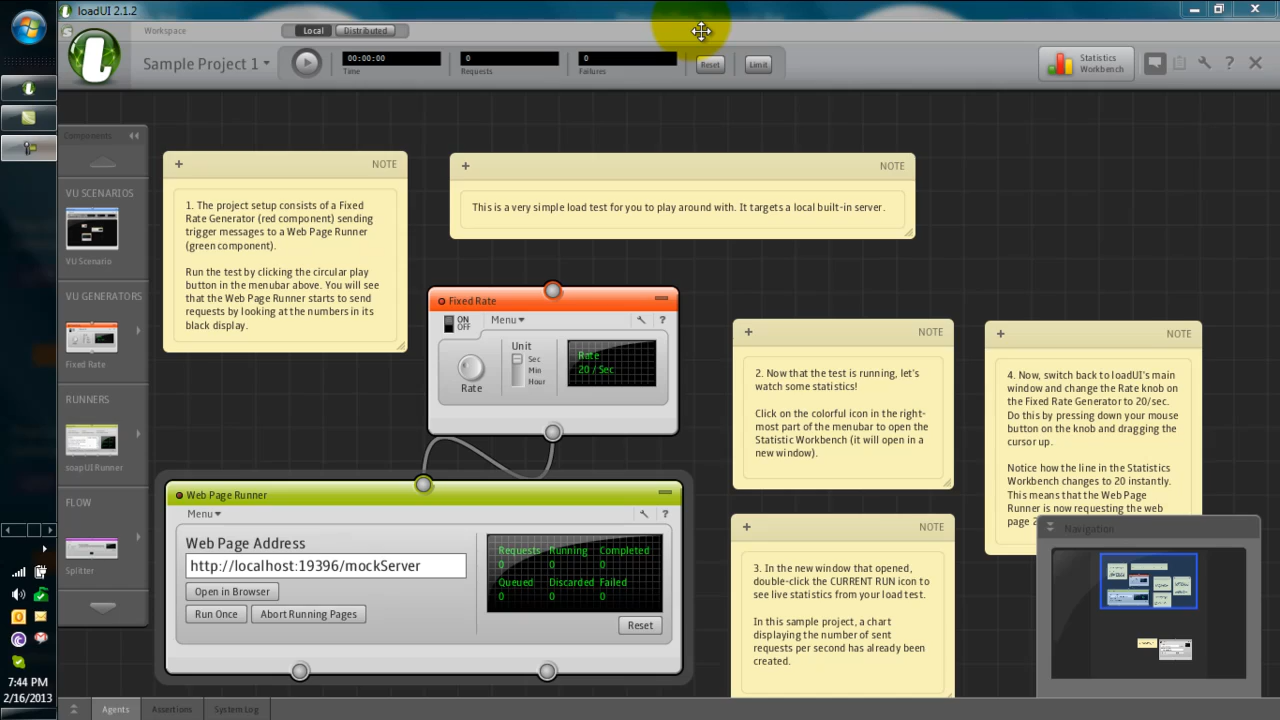 loadUI 2.1.2
Workspace
Local
Distributed
Sample Project 1
00:00:00
Time
0
Requests
0
Failures
Reset
Limit
Statistics
Workbench
?
Components
VU SCENARIOS
VU Scenario
VU GENERATORS
Fixed Rate
RUNNERS
soapUI Runner
FLOW
Splitter
NOTE
1. The project setup consists of a Fixed
Rate Generator (red component) sending
trigger messages to a Web Page Runner
(green component).
Run the test by clicking the circular play
button in the menubar above. You will see
that the Web Page Runner starts to send
requests by looking at the numbers in its
black display.
NOTE
This is a very simple load test for you to play around with. It targets a local built-in server.
Fixed Rate
ON
OFF
Menu
?
Rate
Unit
Sec
Min
Hour
Rate
20 / Sec
Web Page Runner
Menu
?
Web Page Address
http://localhost:19396/mockServer
Open in Browser
Run Once
Abort Running Pages
Requests Running Completed
0 0 0
Queued Discarded Failed
0 0 0
Reset
NOTE
2. Now that the test is running, let's
watch some statistics!
Click on the colorful icon in the right-
most part of the menubar to open the
Statistic Workbench (it will open in a
new window).
NOTE
3. In the new window that opened,
double-click the CURRENT RUN icon to
see live statistics from your load test.
In this sample project, a chart
displaying the number of sent
requests per second has already been
created.
NOTE
4. Now, switch back to loadUI's main
window and change the Rate knob on
the Fixed Rate Generator to 20/sec.
Do this by pressing down your mouse
button on the knob and dragging the
cursor up.
Notice how the line in the Statistics
Workbench changes to 20 instantly.
This means that the Web Page
Runner is now requesting the web
page 2
Navigation
Agents
Assertions
System Log
7:44 PM
2/16/2013